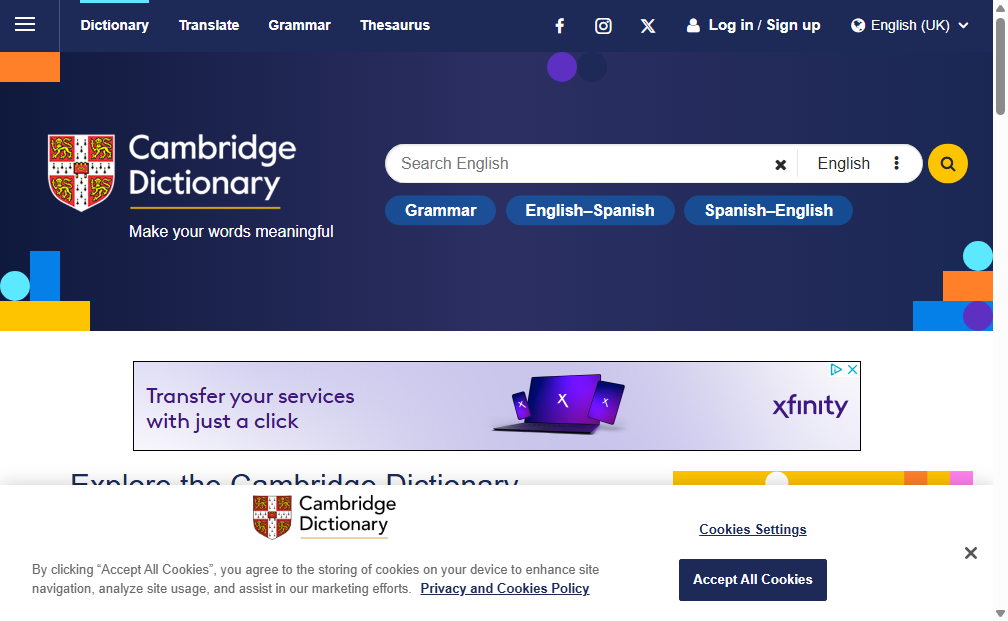 Dictionary Translate Grammar Thesaurus Log in / Sign up English (UK)
Cambridge
Dictionary
Make your words meaningful
Search English English
Grammar English–Spanish Spanish–English
Transfer your services
with just a click
X
X
X
xfinity
Explore the Cambridge Dictionary
Cambridge
Dictionary
By clicking “Accept All Cookies”, you agree to the storing of cookies on your device to enhance site
navigation, analyze site usage, and assist in our marketing efforts. Privacy and Cookies Policy
Cookies Settings
Accept All Cookies